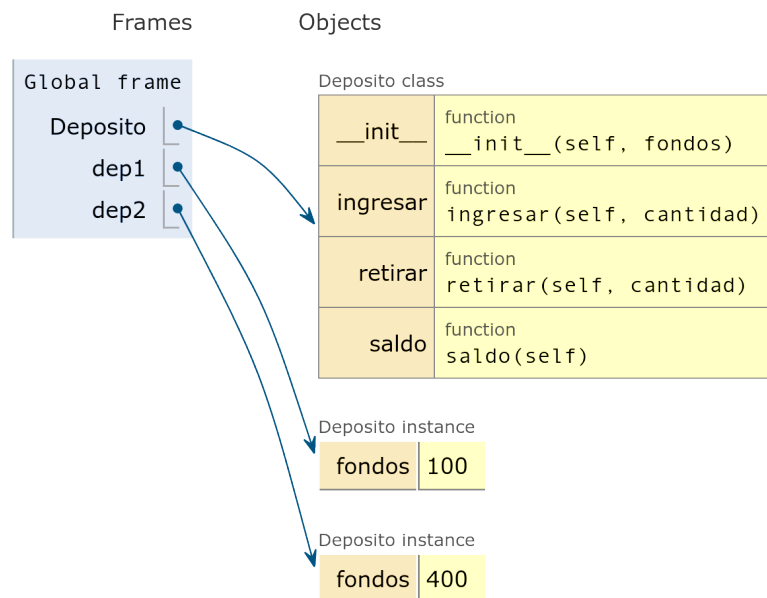 Frames
Objects
Global frame
Deposito
dep1
dep2
Deposito class
__init__
function
__init__(self, fondos)
ingresar
function
ingresar(self, cantidad)
retirar
function
retirar(self, cantidad)
saldo
function
saldo(self)
Deposito instance
fondos 100
Deposito instance
fondos 400